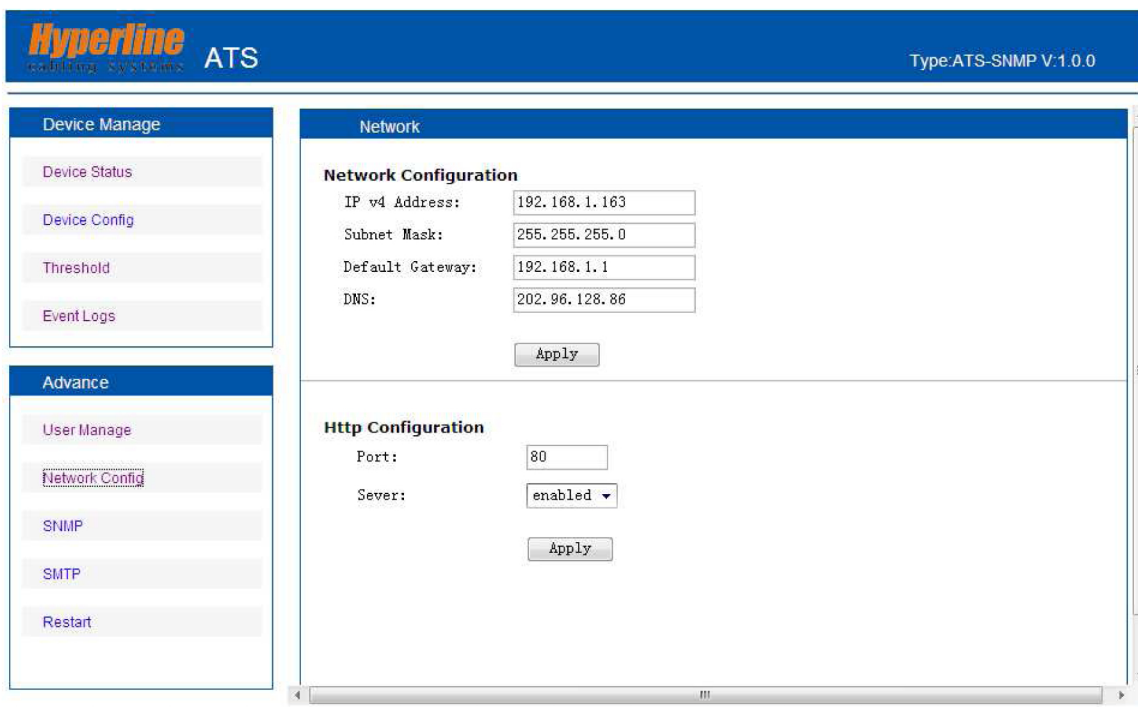 Hyperline
cabling systems
ATS
Type:ATS-SNMP V:1.0.0
Device Manage
Device Status
Device Config
Threshold
Event Logs
Advance
User Manage
Network Config
SNMP
SMTP
Restart
Network
Network Configuration
IP v4 Address: 192.168.1.163
Subnet Mask: 255.255.255.0
Default Gateway: 192.168.1.1
DNS: 202.96.128.86
Apply
Http Configuration
Port: 80
Sever: enabled
Apply